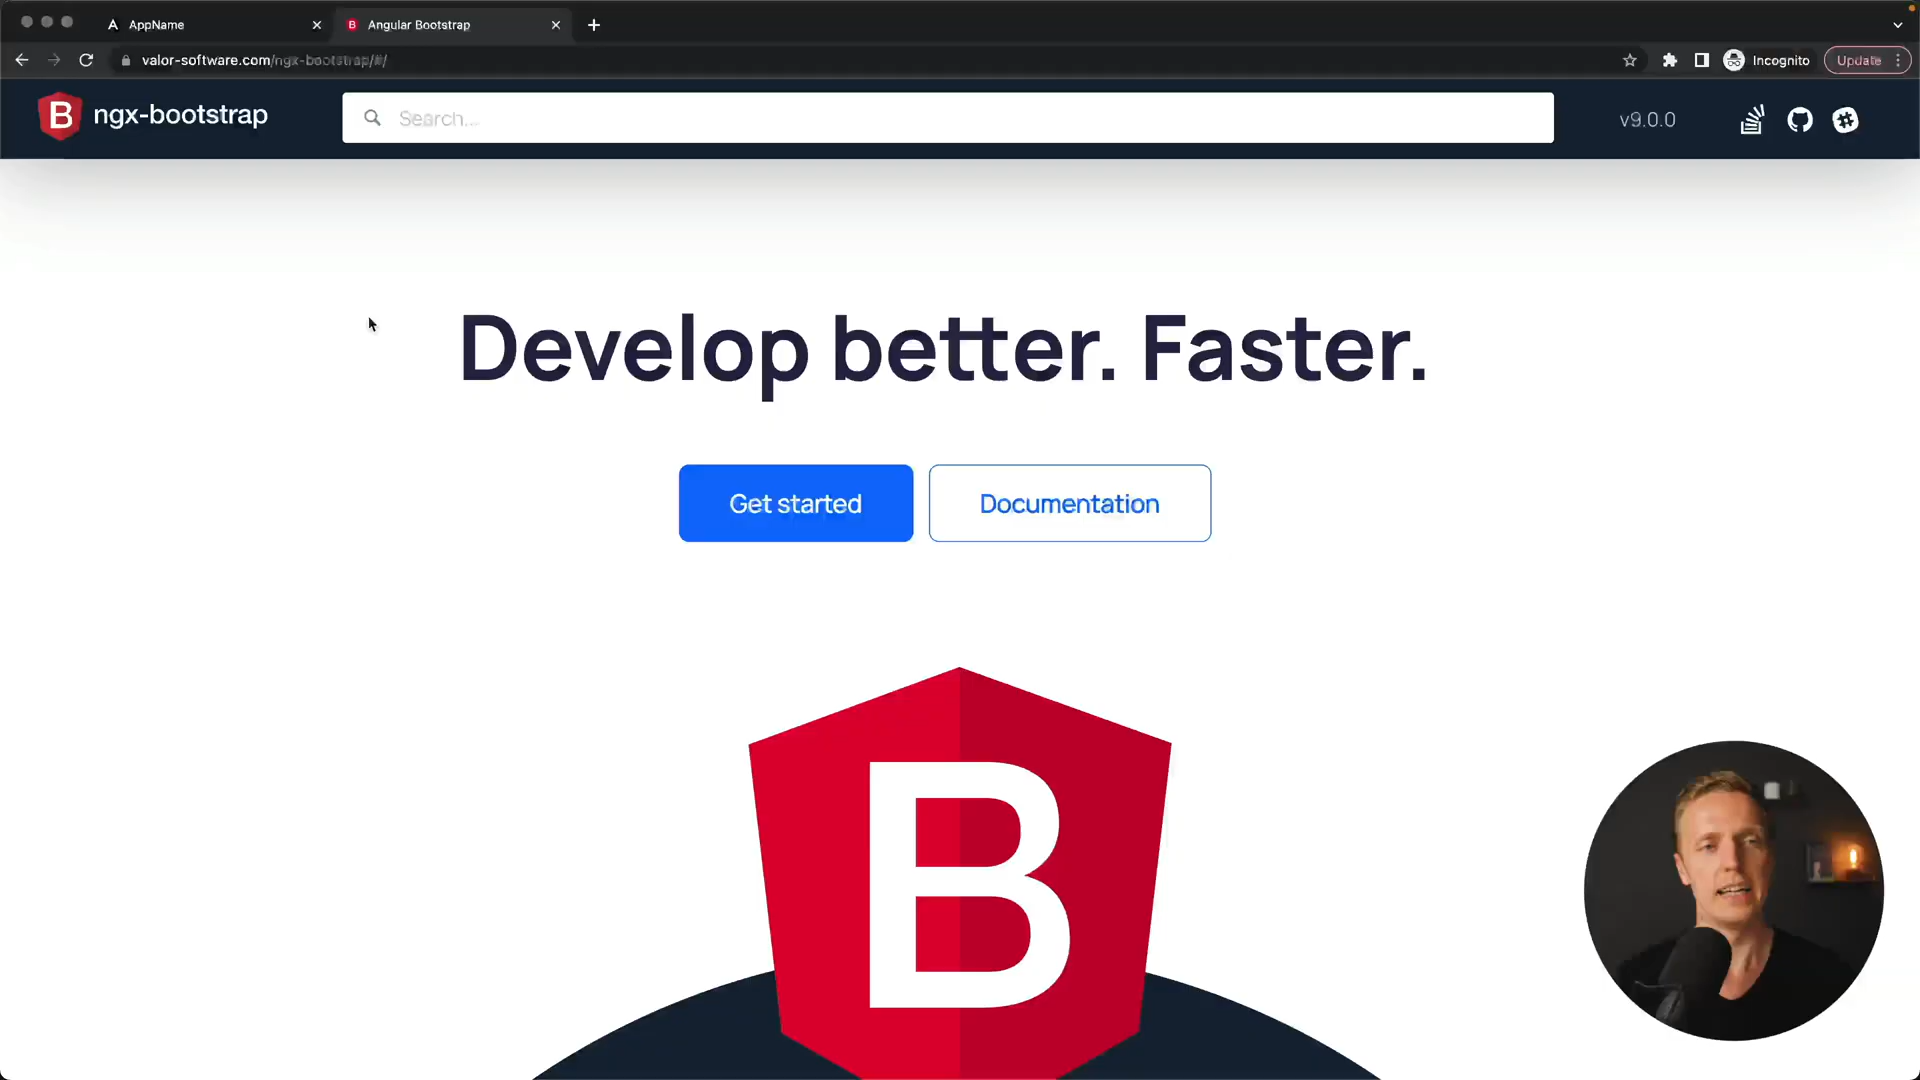 AppName
Angular Bootstrap
valor-software.com/ngx-bootstrap/#/
Incognito
Update
B ngx-bootstrap
Search...
v9.0.0
Develop better. Faster.
Get started
Documentation
B